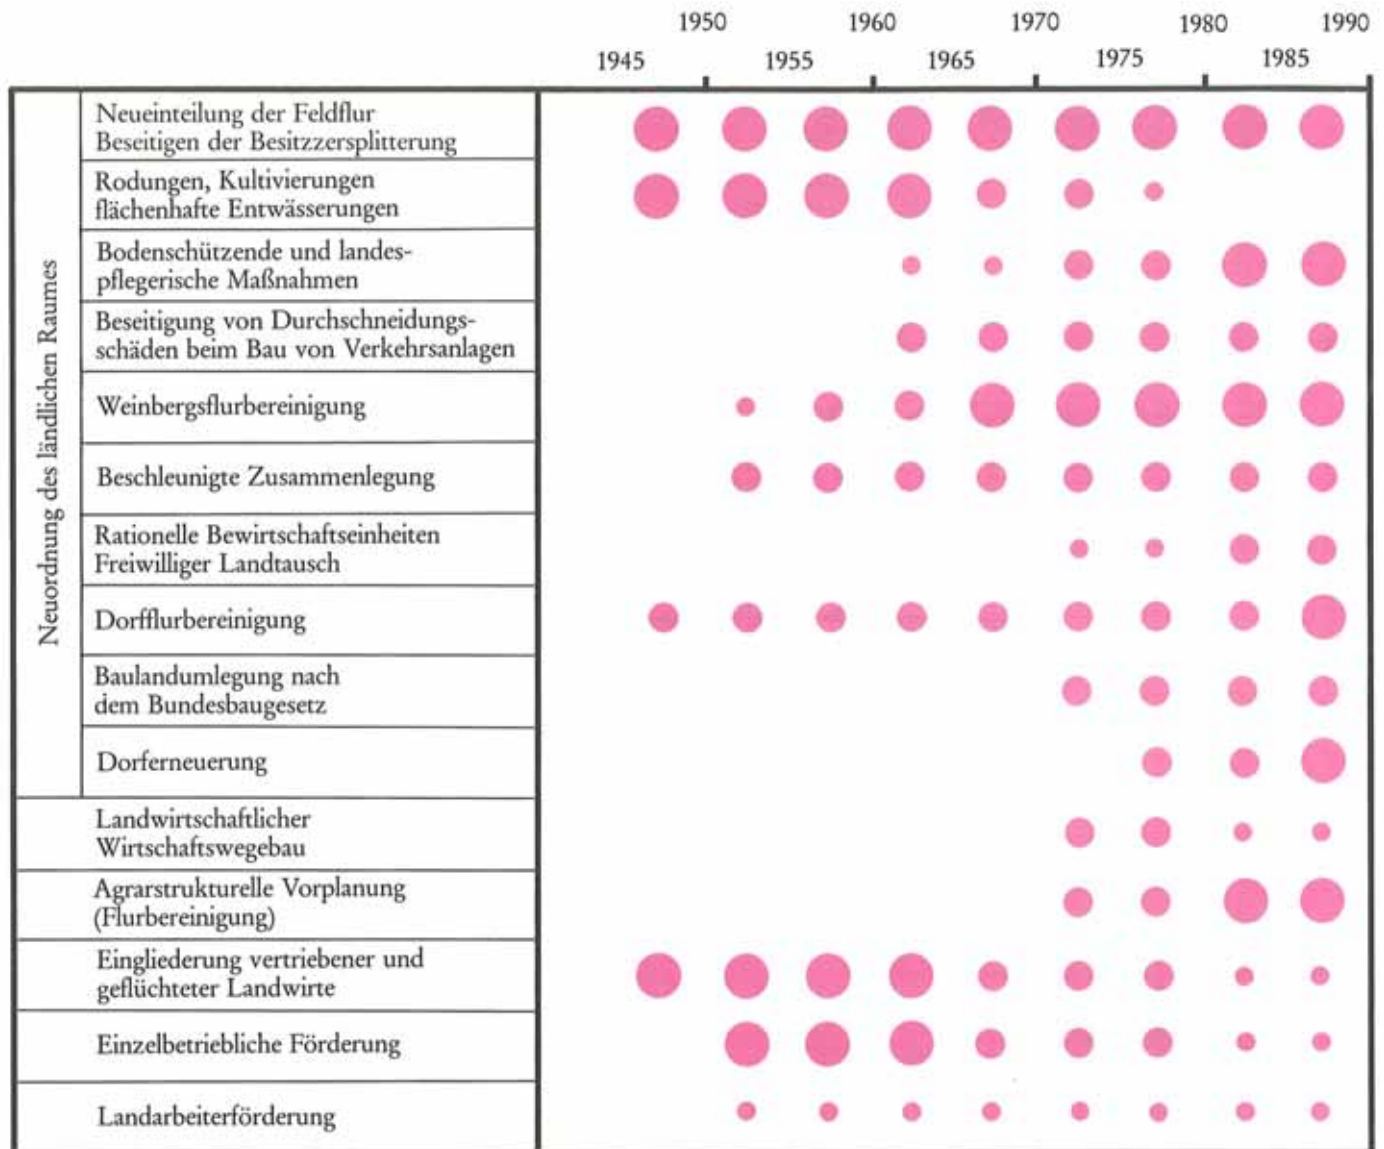 1950 1960 1970 1980 1990
1945 1955 1965 1975 1985
Neuordnung des ländlichen Raumes
Neueinteilung der Feldflur
Beseitigen der Besitzzersplitterung
Rodungen, Kultivierungen
flächenhafte Entwässerungen
Bodenschützende und landes-
pflegerische Maßnahmen
Beseitigung von Durchschneidungs-
schäden beim Bau von Verkehrsanlagen
Weinbergsflurbereinigung
Beschleunigte Zusammenlegung
Rationelle Bewirtschaftseinheiten
Freiwilliger Landtausch
Dorfflurbereinigung
Baulandumlegung nach
dem Bundesbaugesetz
Dorferneuerung
Landwirtschaftlicher
Wirtschaftswegebau
Agrarstrukturelle Vorplanung
(Flurbereinigung)
Eingliederung vertriebener und
geflüchteter Landwirte
Einzelbetriebliche Förderung
Landarbeiterförderung